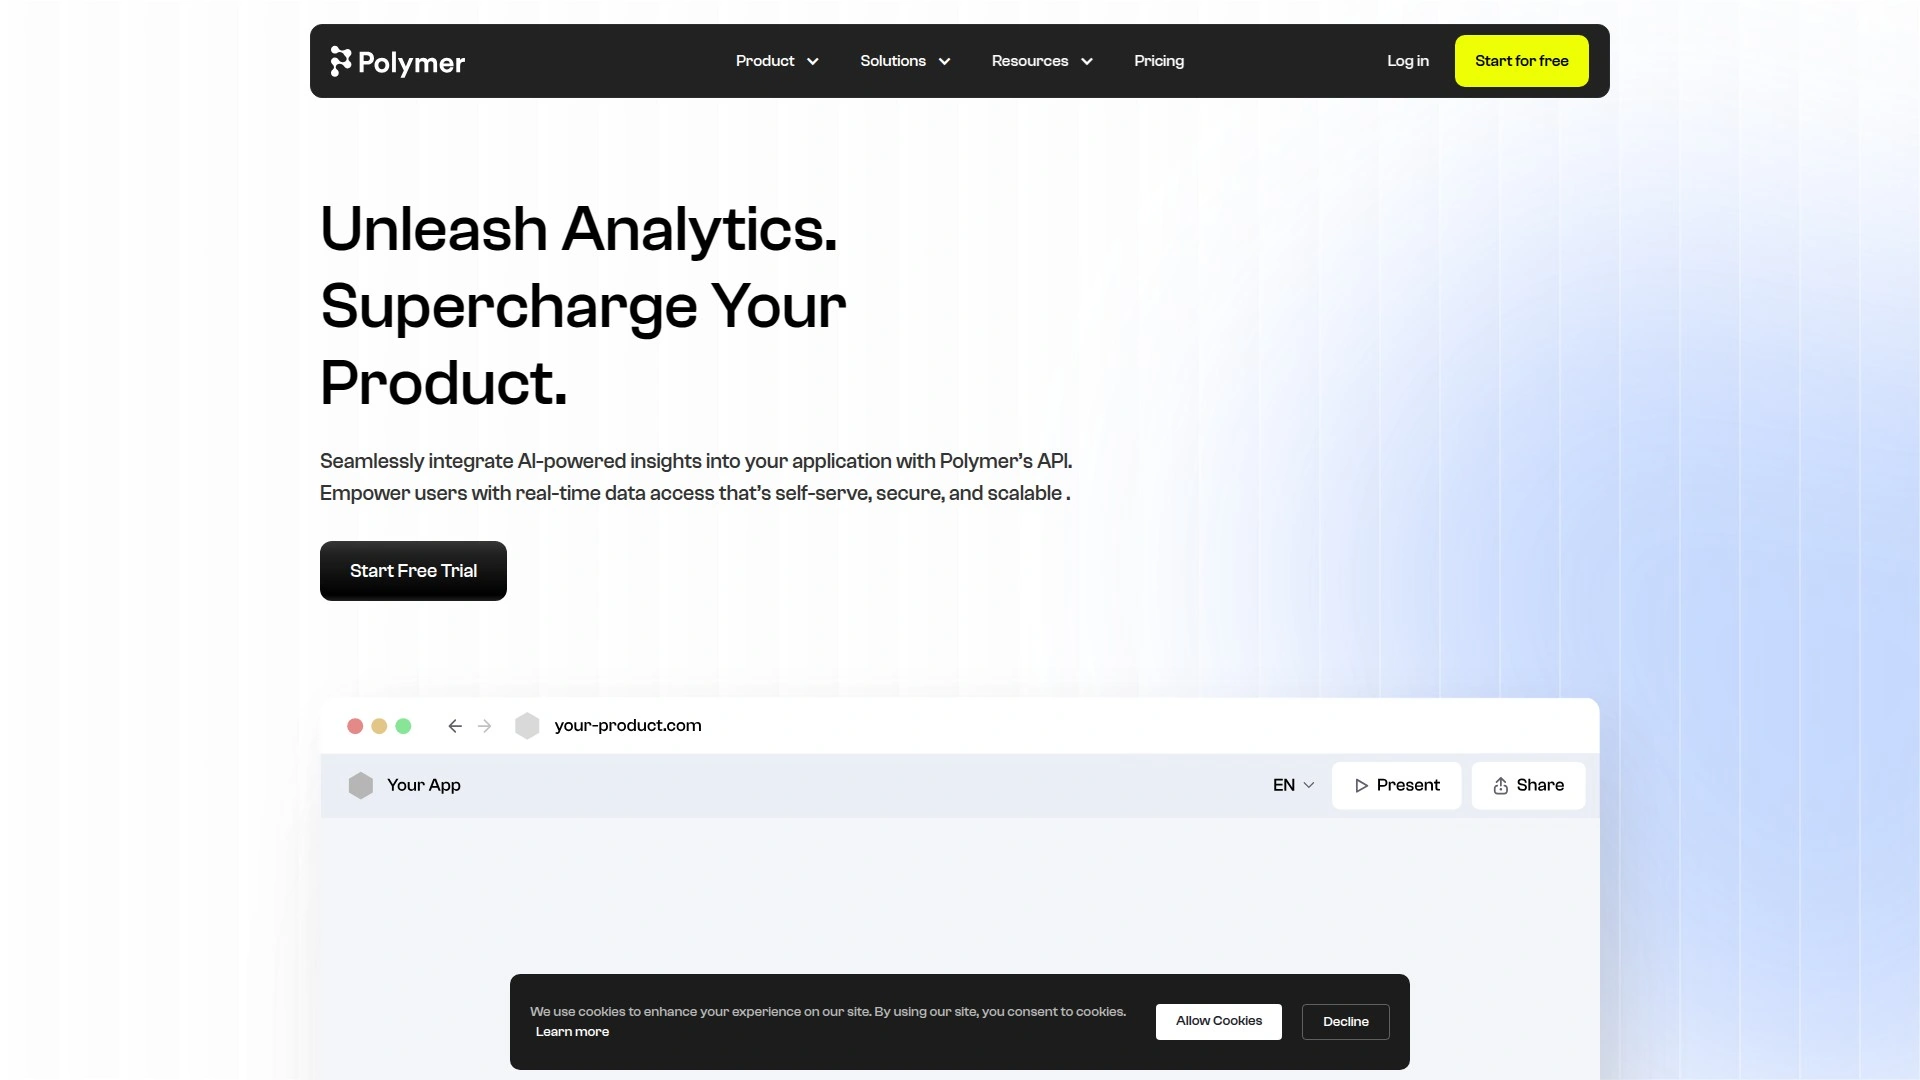 Polymer
Product
Solutions
Resources
Pricing
Log in
Start for free
Unleash Analytics.
Supercharge Your
Product.
Seamlessly integrate AI-powered insights into your application with Polymer’s API.
Empower users with real-time data access that’s self-serve, secure, and scalable .
Start Free Trial
your-product.com
Your App
EN
Present
Share
We use cookies to enhance your experience on our site. By using our site, you consent to cookies.
Learn more
Allow Cookies
Decline